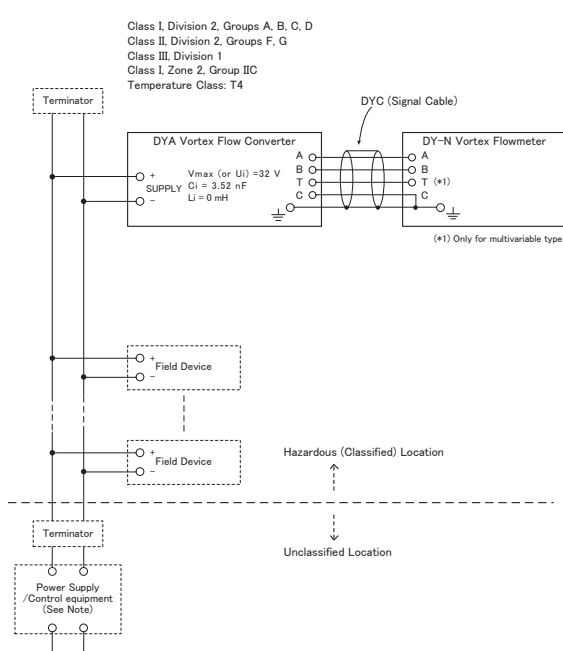 Class I, Division 2, Groups A, B, C, D
Class II, Division 2, Groups F, G
Class III, Division 1
Class I, Zone 2, Group IIC
Temperature Class: T4
Terminator
DYC (Signal Cable)
DYA Vortex Flow Converter
DY-N Vortex Flowmeter
A
A
B
B
T
T (*1)
C
C
+
SUPPLY
-
Vmax (or Ui) =32 V
Ci = 3.52 nF
Li = 0 mH
(*1) Only for multivariable type
+
Field Device
-
+
Field Device
-
Hazardous (Classified) Location
Terminator
Unclassified Location
Power Supply
/Control equipment
(See Note)